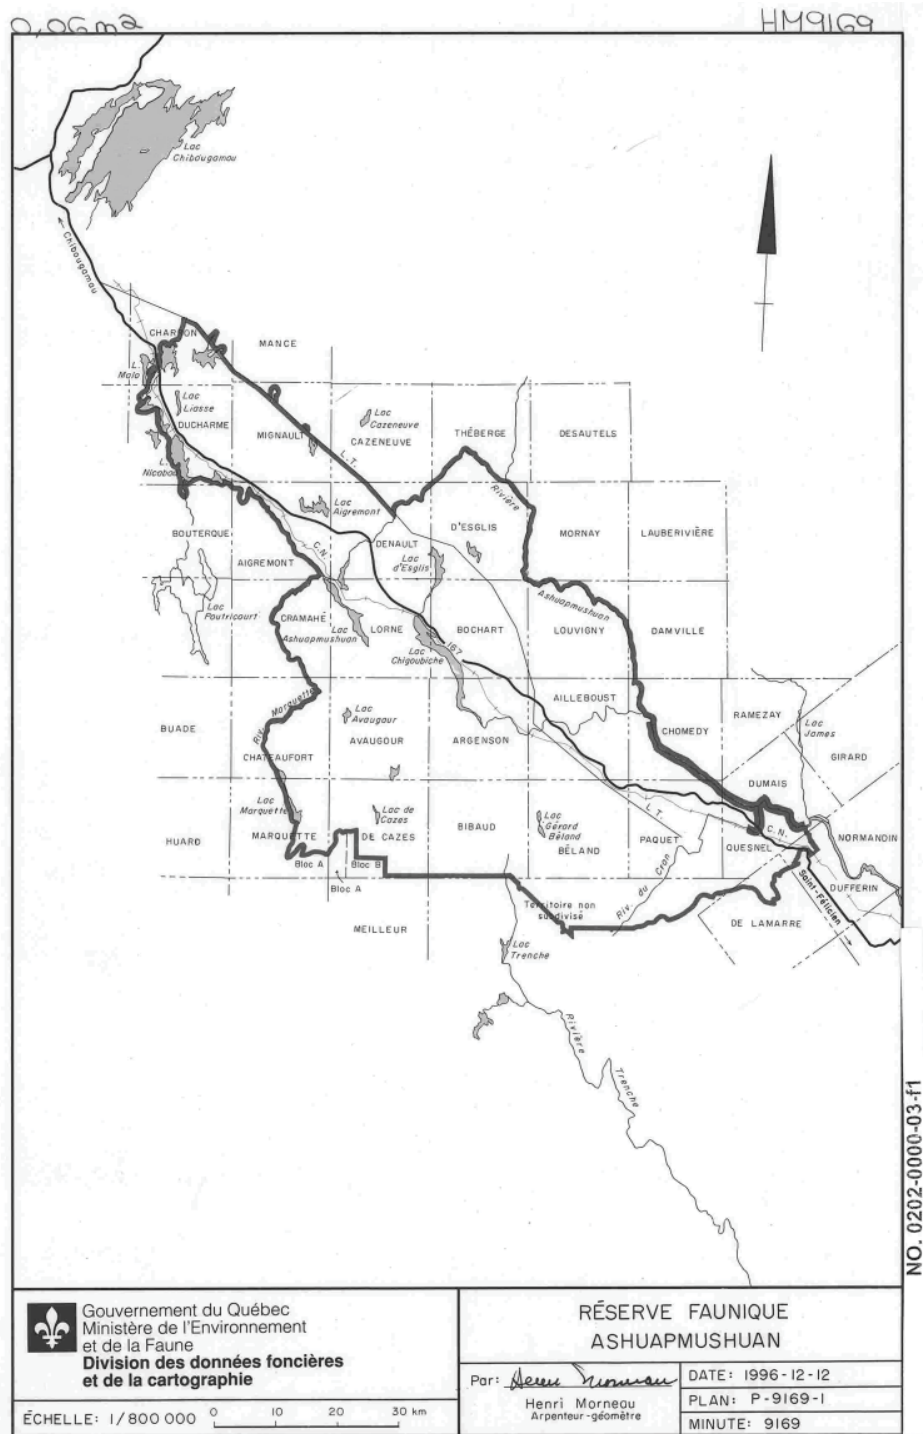 0,06m2
HM9169
Lac
Chibougamau
Chibougamau
CHARRON
MANCE
L.
Malo
Lac
Liasse
DUCHARME
MIGNAULT
Lac
Cazeneuve
CAZENEUVE
THÉBERGE
DESAUTELS
L.T.
L.
Nicabau
Rivière
Lac
Aigremont
BOUTERQUE
D'ESGLIS
MORNAY
LAUBERIVIÈRE
DENAULT
C.N.
AIGREMONT
Lac
d'Esglis
Ashuapmushuan
Lac
Poutricourt
CRAMAHÉ
Lac
Ashuapmushuan
LORNE
BOCHART
LOUVIGNY
DAMVILLE
167
Lac
Chigoubiche
AILLEBOUST
Riv. Marquette
Lac
Avaugour
RAMEZAY
Lac
James
BUADE
AVAUGOUR
ARGENSON
CHOMEDY
CHATEAUFORT
GIRARD
DUMAIS
Lac
Marquette
Lac de
Cazes
Lac
Gérard
Béland
L.T.
C.N.
HUARD
MARQUETTE
DE CAZES
BIBAUD
PAQUET
QUESNEL
NORMANDIN
BÉLAND
Bloc A
Bloc B
Bloc A
Riv. du Cran
Saint-Félicien
DUFFERIN
Territoire non
subdivisé
DE LAMARRE
MEILLEUR
Lac
Trenche
Rivière
Trenche
NO. 0202-0000-03-f1
Gouvernement du Québec
Ministère de l'Environnement
et de la Faune
Division des données foncières
et de la cartographie
ÉCHELLE: 1/800 000
0 10 20 30 km
RÉSERVE FAUNIQUE
ASHUAPMUSHUAN
Par: Henri Morneau
Henri Morneau
Arpenteur-géomètre
DATE: 1996-12-12
PLAN: P-9169-1
MINUTE: 9169